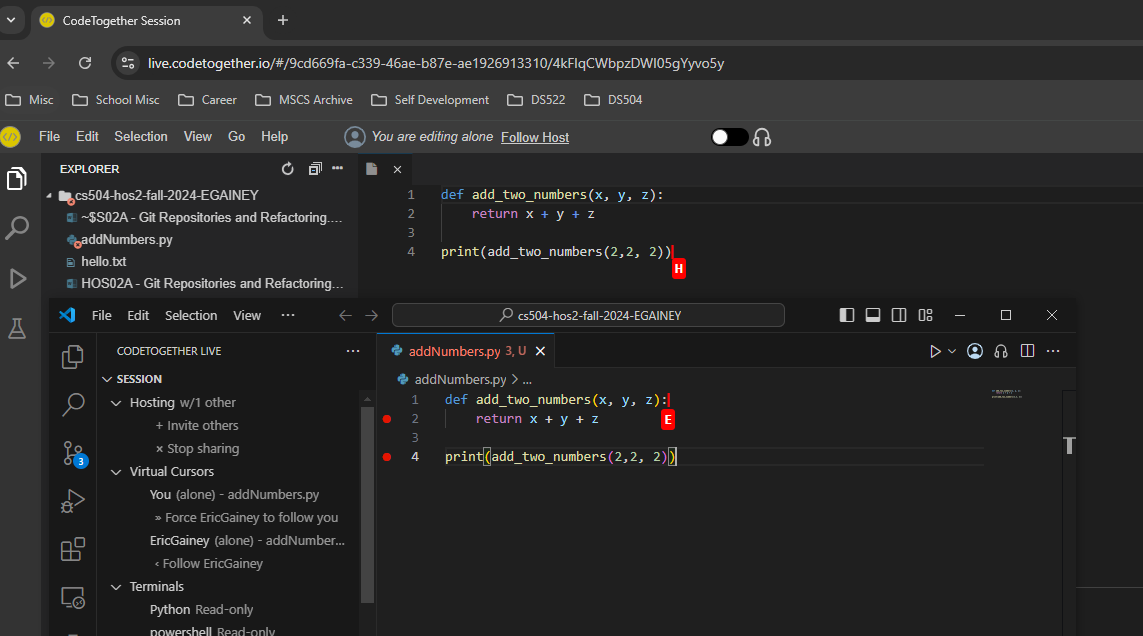 CodeTogether Session
live.codetogether.io/#/9cd669fa-c339-46ae-b87e-ae1926913310/4kFlqCWbpzDWI05gYyvo5y
Misc School Misc Career MSCS Archive Self Development DS522 DS504
File Edit Selection View Go Help You are editing alone Follow Host
EXPLORER
cs504-hos2-fall-2024-EGAINEY
~$S02A - Git Repositories and Refactoring....
addNumbers.py
hello.txt
HOS02A - Git Repositories and Refactoring...
1 def add_two_numbers(x, y, z):
2 return x + y + z
3
4 print(add_two_numbers(2,2, 2))
H
File Edit Selection View ... cs504-hos2-fall-2024-EGAINEY
CODETOGETHER LIVE
SESSION
Hosting w/1 other
+ Invite others
× Stop sharing
Virtual Cursors
You (alone) - addNumbers.py
» Force EricGainey to follow you
EricGainey (alone) - addNumber...
‹ Follow EricGainey
Terminals
Python Read-only
powershell Read-only
3
addNumbers.py 3, U
addNumbers.py > ...
1 def add_two_numbers(x, y, z):
2 return x + y + z
E
3
4 print(add_two_numbers(2,2, 2))